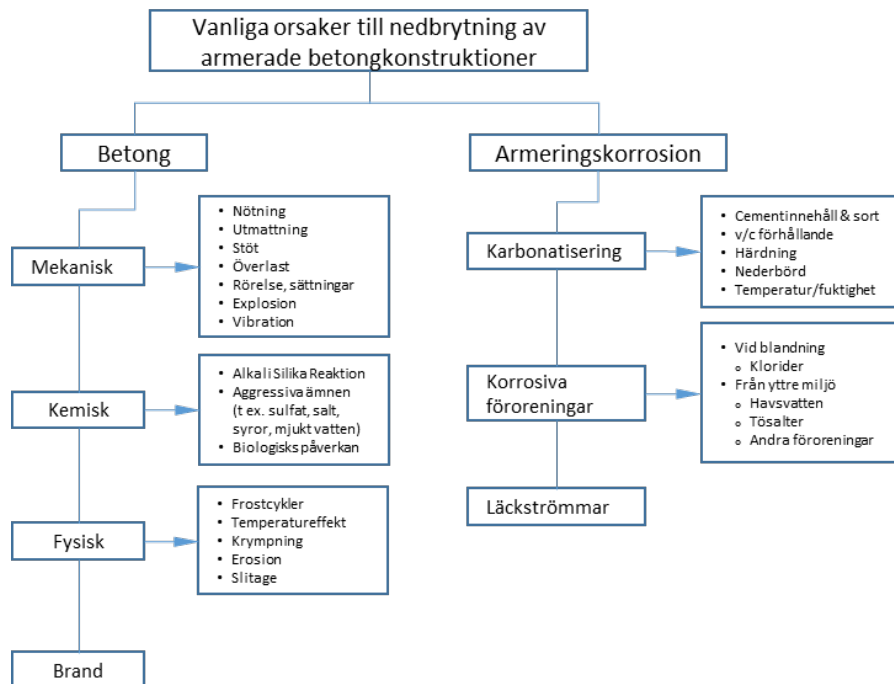 Vanliga orsaker till nedbrytning av
armerade betongkonstruktioner
Betong
Armeringskorrosion
Mekanisk
• Nötning
• Utmattning
• Stöt
• Överlast
• Rörelse, sättningar
• Explosion
• Vibration
Kemisk
• Alkali Silika Reaktion
• Aggressiva ämnen
(t ex. sulfat, salt,
syror, mjukt vatten)
• Biologisks påverkan
Fysisk
• Frostcykler
• Temperatureffekt
• Krympning
• Erosion
• Slitage
Brand
Karbonatisering
• Cementinnehåll & sort
• v/c förhållande
• Härdning
• Nederbörd
• Temperatur/fuktighet
Korrosiva
föroreningar
• Vid blandning
o Klorider
• Från yttre miljö
o Havsvatten
o Tösalter
o Andra föroreningar
Läckströmmar